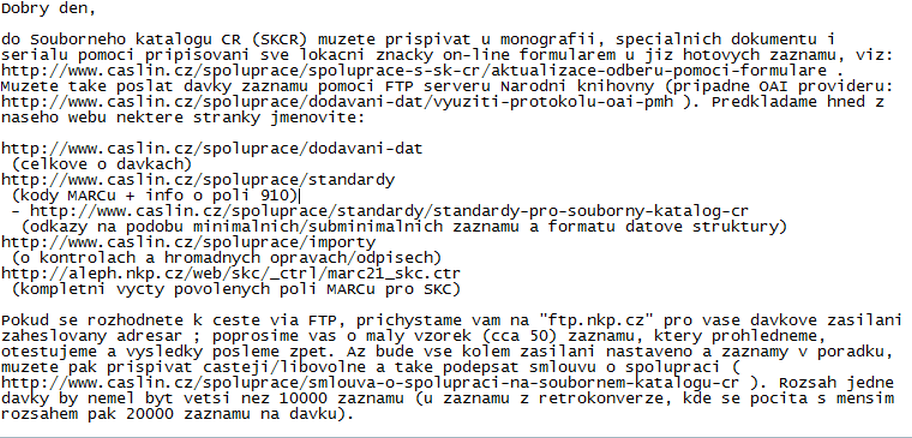 Dobry den,
do Souborneho katalogu CR (SKCR) muzete prispivat u monografii, specialnich dokumentu i
serialu pomoci pripisovani sve lokacni znacky on-line formularem u jiz hotovych zaznamu, viz:
http://www.caslin.cz/spoluprace/spoluprace-s-sk-cr/aktualizace-odberu-pomoci-formulare .
Muzete take poslat davky zaznamu pomoci FTP serveru Narodni knihovny (pripadne OAI provideru:
http://www.caslin.cz/spoluprace/dodavani-dat/vyuziti-protokolu-oai-pmh ). Predkladame hned z
naseho webu nektere stranky jmenovite:
http://www.caslin.cz/spoluprace/dodavani-dat
(celkove o davkach)
http://www.caslin.cz/spoluprace/standardy
(kody MARCu + info o poli 910)
- http://www.caslin.cz/spoluprace/standardy/standardy-pro-souborny-katalog-cr
(odkazy na podobu minimalnich/subminimalnich zaznamu a formatu datove struktury)
http://www.caslin.cz/spoluprace/importy
(o kontrolach a hromadnych opravach/odpisech)
http://aleph.nkp.cz/web/skc/_ctrl/marc21_skc.ctr
(kompletni vycty povolenych poli MARCu pro SKC)
Pokud se rozhodnete k ceste via FTP, prichystame vam na "ftp.nkp.cz" pro vase davkove zasilani
zaheslovany adresar ; poprosime vas o maly vzorek (cca 50) zaznamu, ktery prohledneme,
otestujeme a vysledky posleme zpet. Az bude vse kolem zasilani nastaveno a zaznamy v poradku,
muzete pak prispivat casteji/libovolne a take podepsat smlouvu o spolupraci (
http://www.caslin.cz/spoluprace/smlouva-o-spolupraci-na-soubornem-katalogu-cr ). Rozsah jedne
davky by nemel byt vetsi nez 10000 zaznamu (u zaznamu z retrokonverze, kde se pocita s mensim
rozsahem pak 20000 zaznamu na davku).